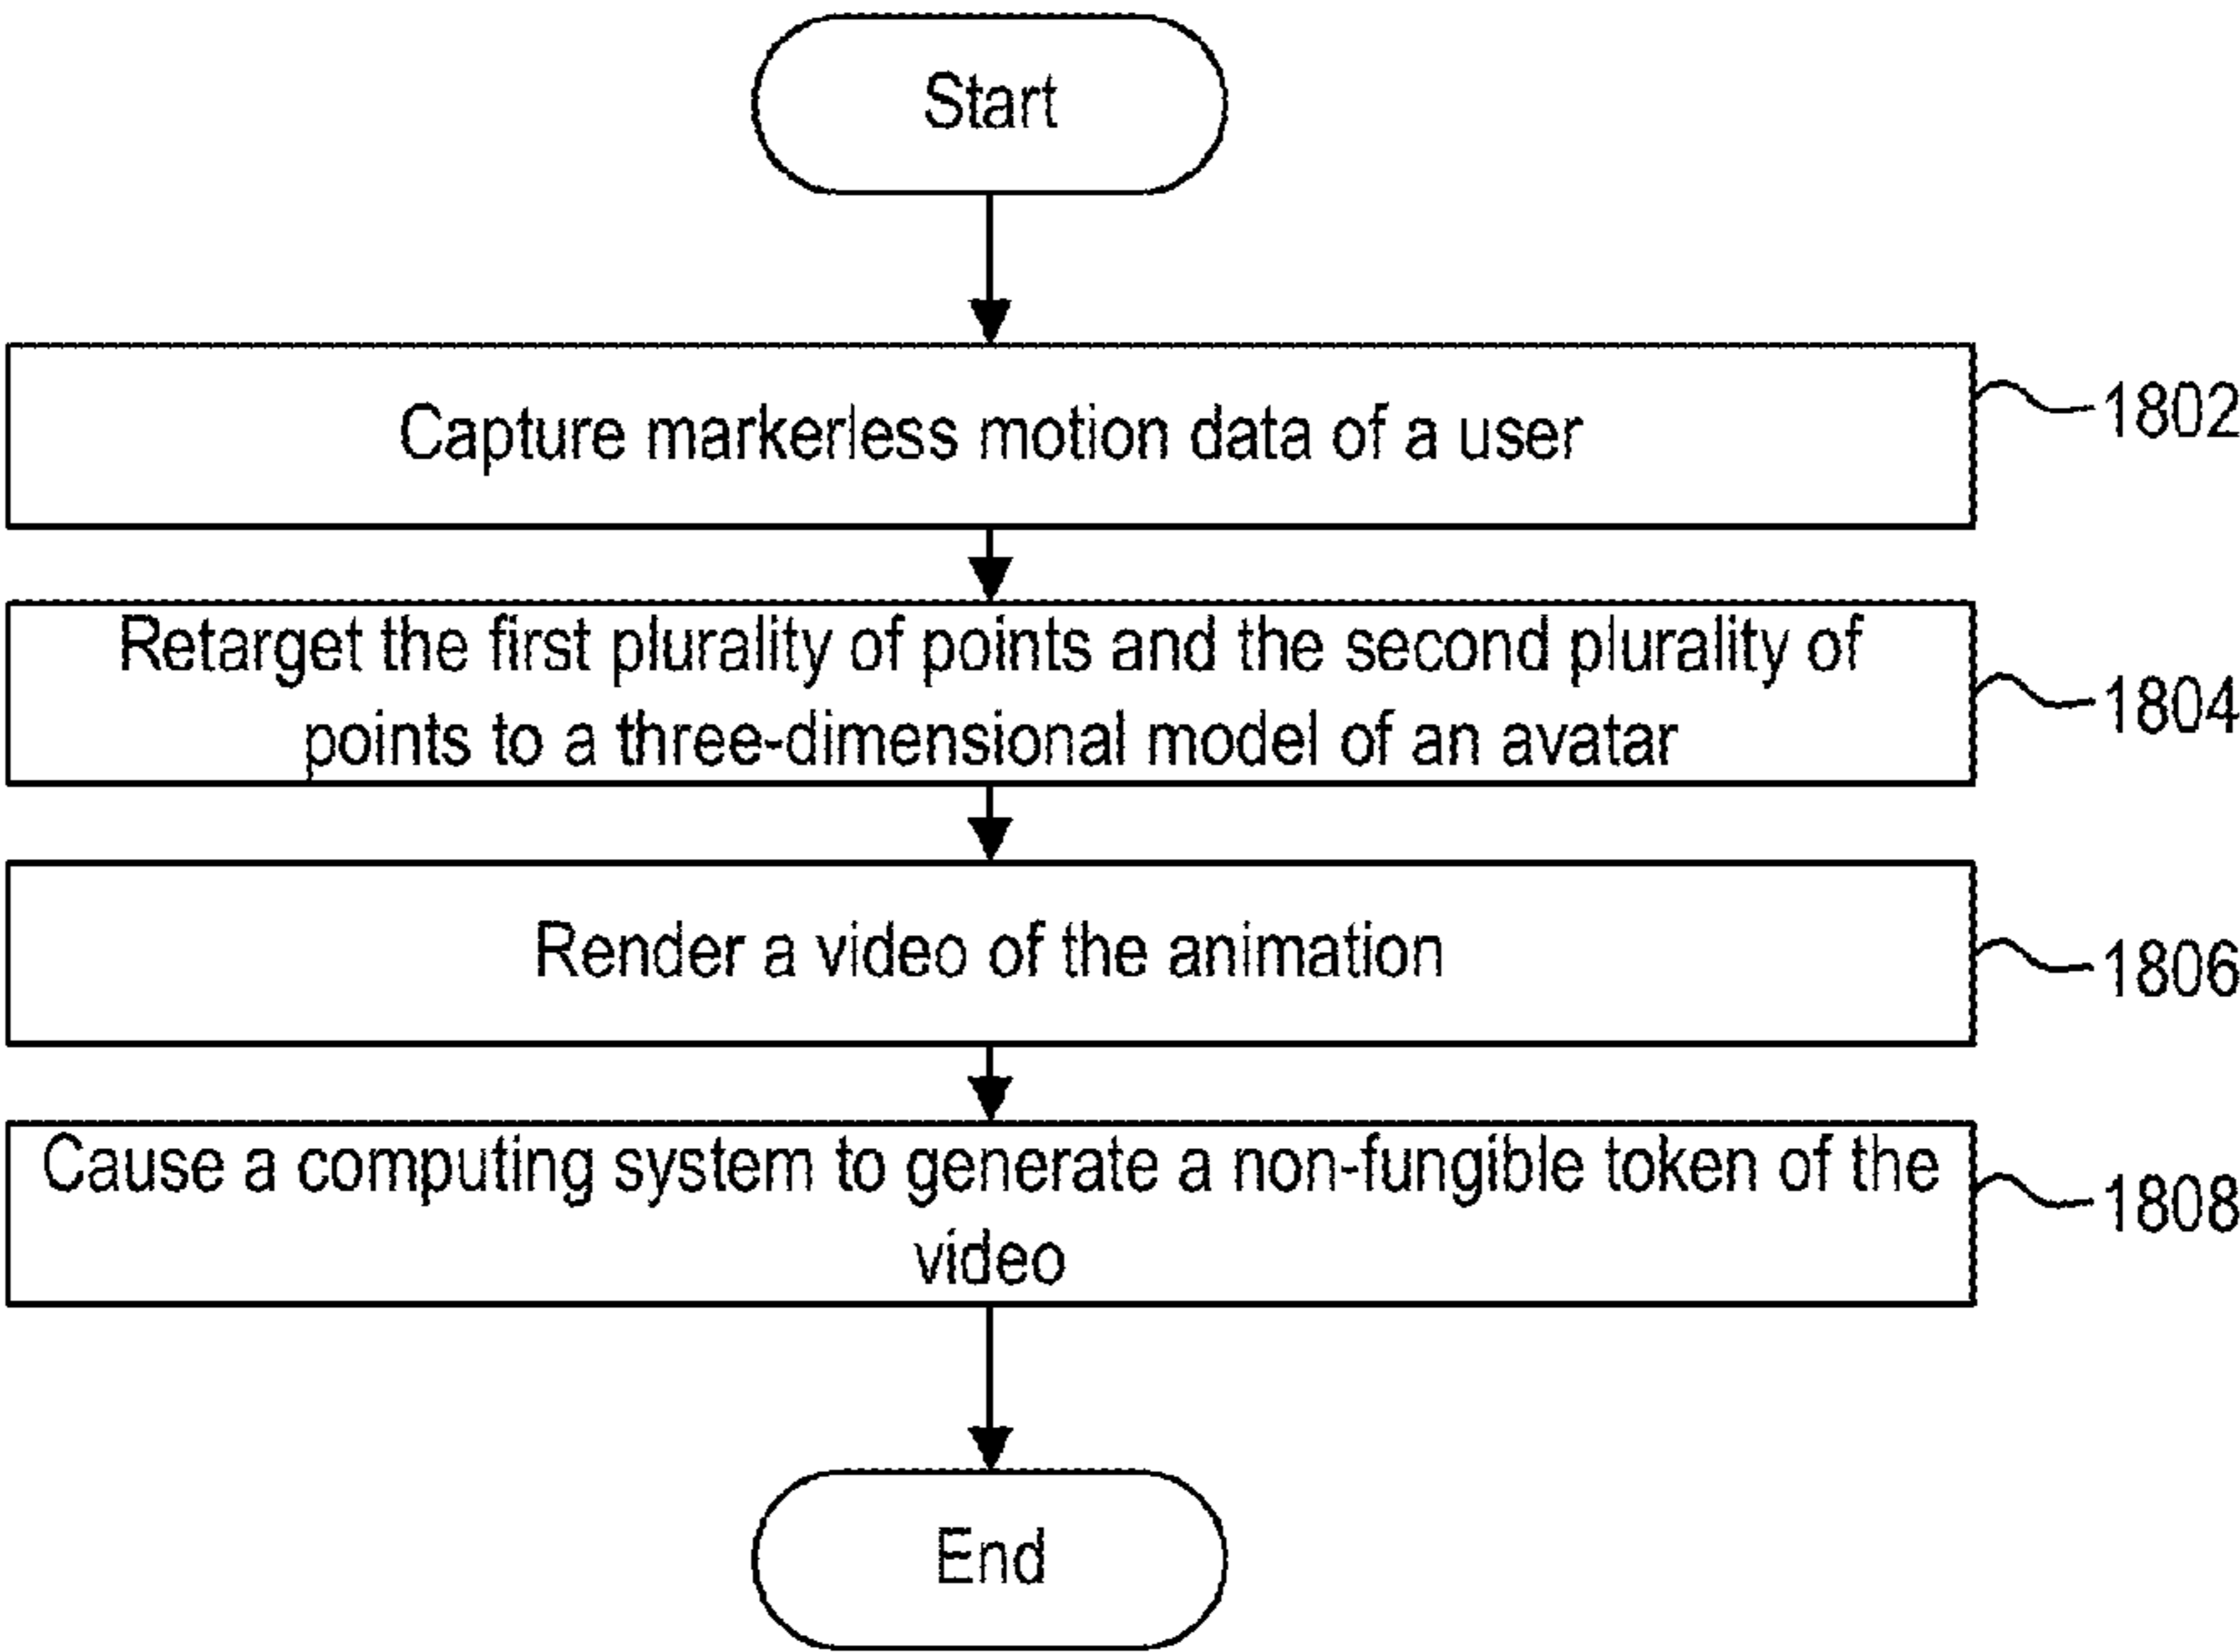 Start
Capture markerless motion data of a user
1802
Retarget the first plurality of points and the second plurality of
points to a three-dimensional model of an avatar
1804
Render a video of the animation
1806
Cause a computing system to generate a non-fungible token of the
video
1808
End